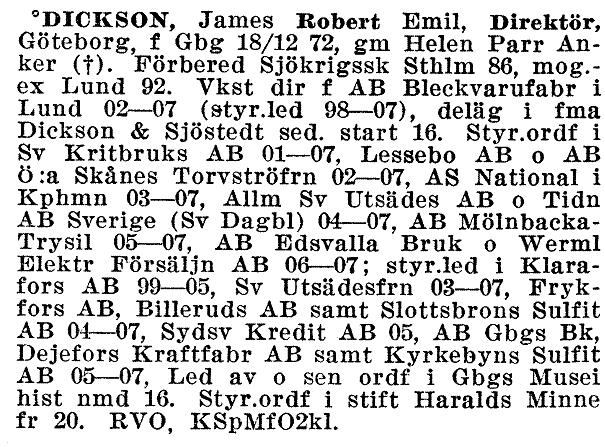 °DICKSON, James Robert Emil, Direktör,
Göteborg, f Gbg 18/12 72, gm Helen Parr An-
ker (†). Förbered Sjökrigssk Sthlm 86, mog.-
ex Lund 92. Vkst dir f AB Bleckvarufabr i
Lund 02—07 (styr.led 98—07), deläg i fma
Dickson & Sjöstedt sed. start 16. Styr.ordf i
Sv Kritbruks AB 01—07, Lessebo AB o AB
ö:a Skånes Torvströfrn 02—07, AS National i
Kphmn 03—07, Allm Sv Utsädes AB o Tidn
AB Sverige (Sv Dagbl) 04—07, AB Mölnbacka-
Trysil 05—07, AB Edsvalla Bruk o Werml
Elektr Försäljn AB 06—07; styr.led i Klara-
fors AB 99—05, Sv Utsädesfrn 03—07, Fryk-
fors AB, Billeruds AB samt Slottsbrons Sulfit
AB 04—07, Sydsv Kredit AB 05, AB Gbgs Bk,
Dejefors Kraftfabr AB samt Kyrkebyns Sulfit
AB 05—07, Led av o sen ordf i Gbgs Musei
hist nmd 16. Styr.ordf i stift Haralds Minne
fr 20. RVO, KSpMfO2kl.